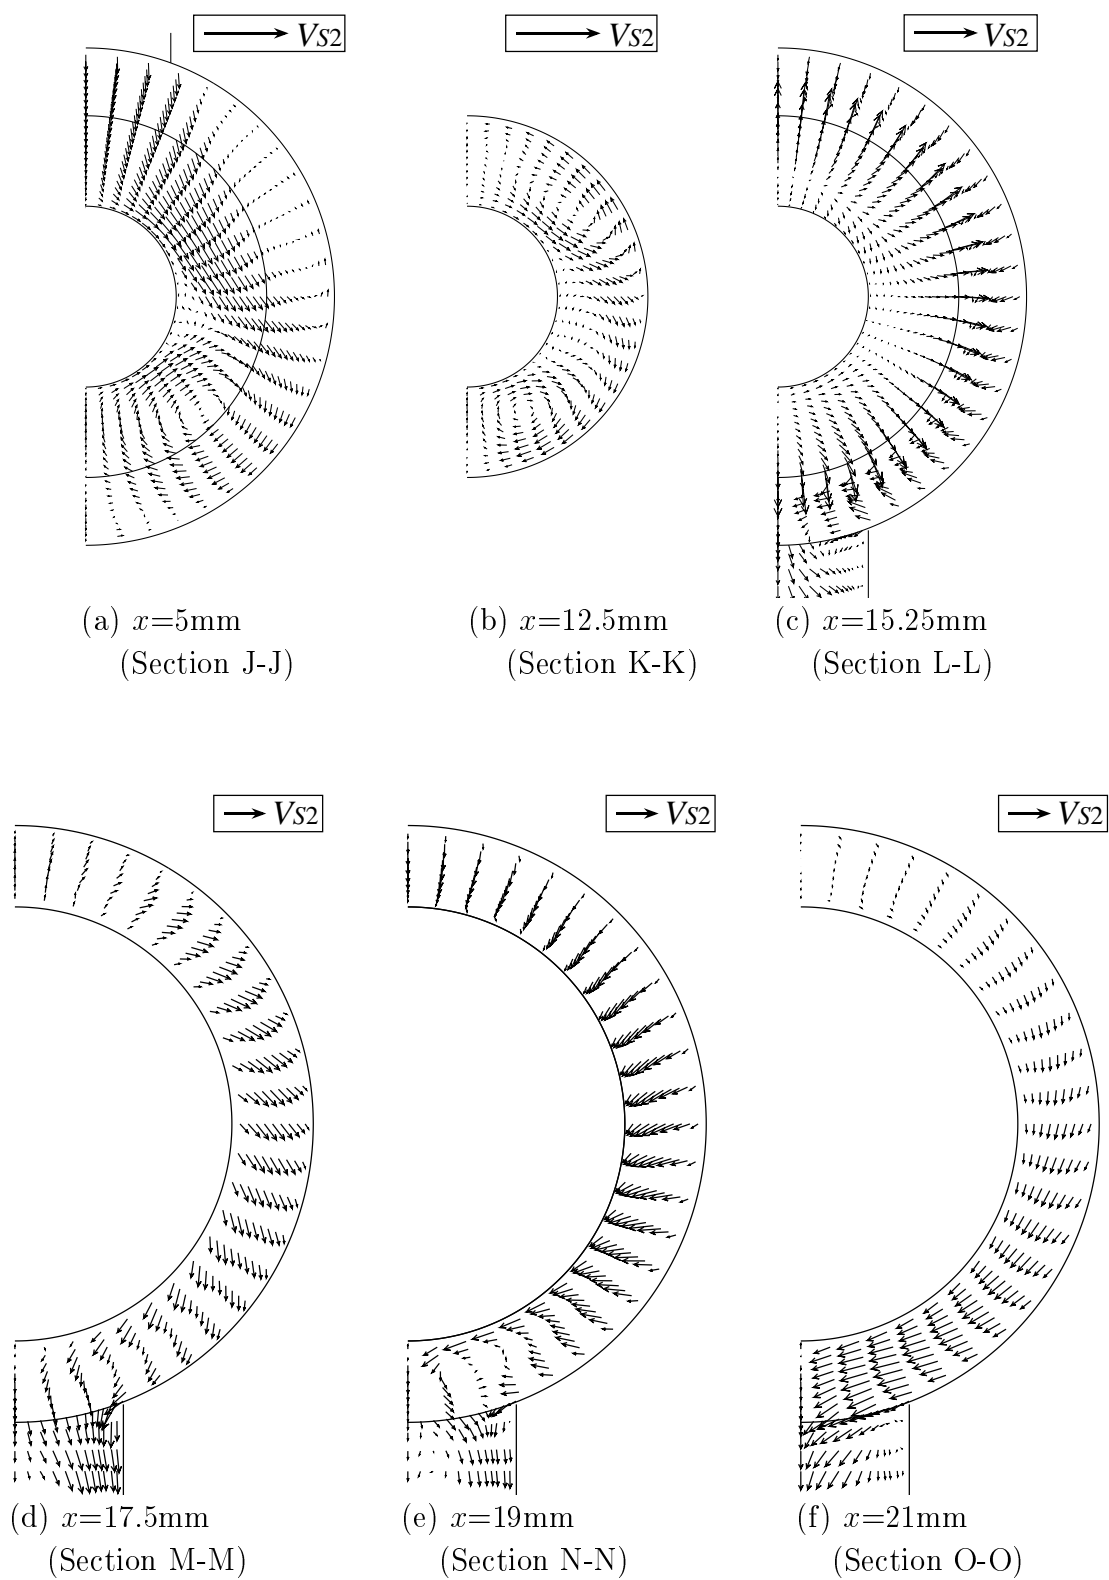 VS2
VS2
VS2
(a) x=5mm
(Section J-J)
(b) x=12.5mm
(Section K-K)
(c) x=15.25mm
(Section L-L)
VS2
VS2
VS2
(d) x=17.5mm
(Section M-M)
(e) x=19mm
(Section N-N)
(f) x=21mm
(Section O-O)